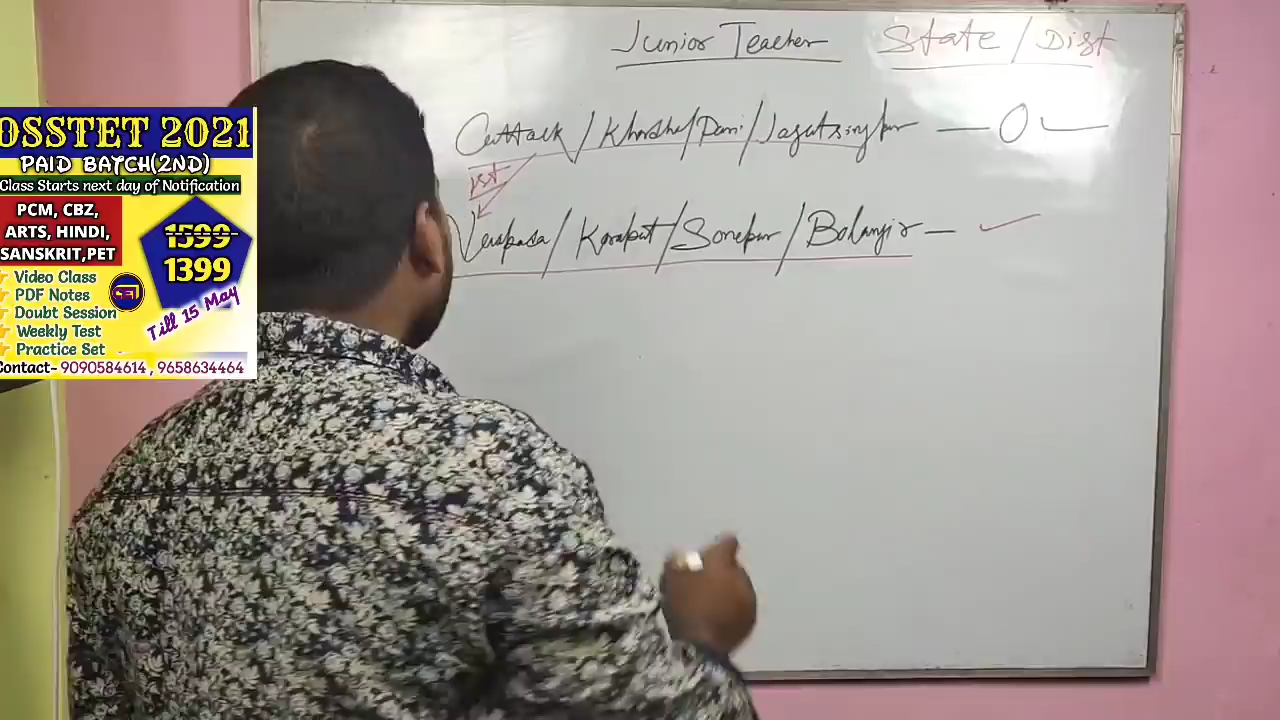 Junior Teacher State / Dist
Cuttack / Khordha / Puri / Jagatsinghpur — 0 —
1st
/ Koraput / Sonepur / Bolangir — ✓
OSSTET 2021
PAID BATCH(2ND)
Class Starts next day of Notification
PCM, CBZ,
ARTS, HINDI,
SANSKRIT,PET
1599
1399
👉 Video Class
👉 PDF Notes
👉 Doubt Session
👉 Weekly Test
👉 Practice Set
CET
Till 15 May
Contact- 9090584614 , 9658634464